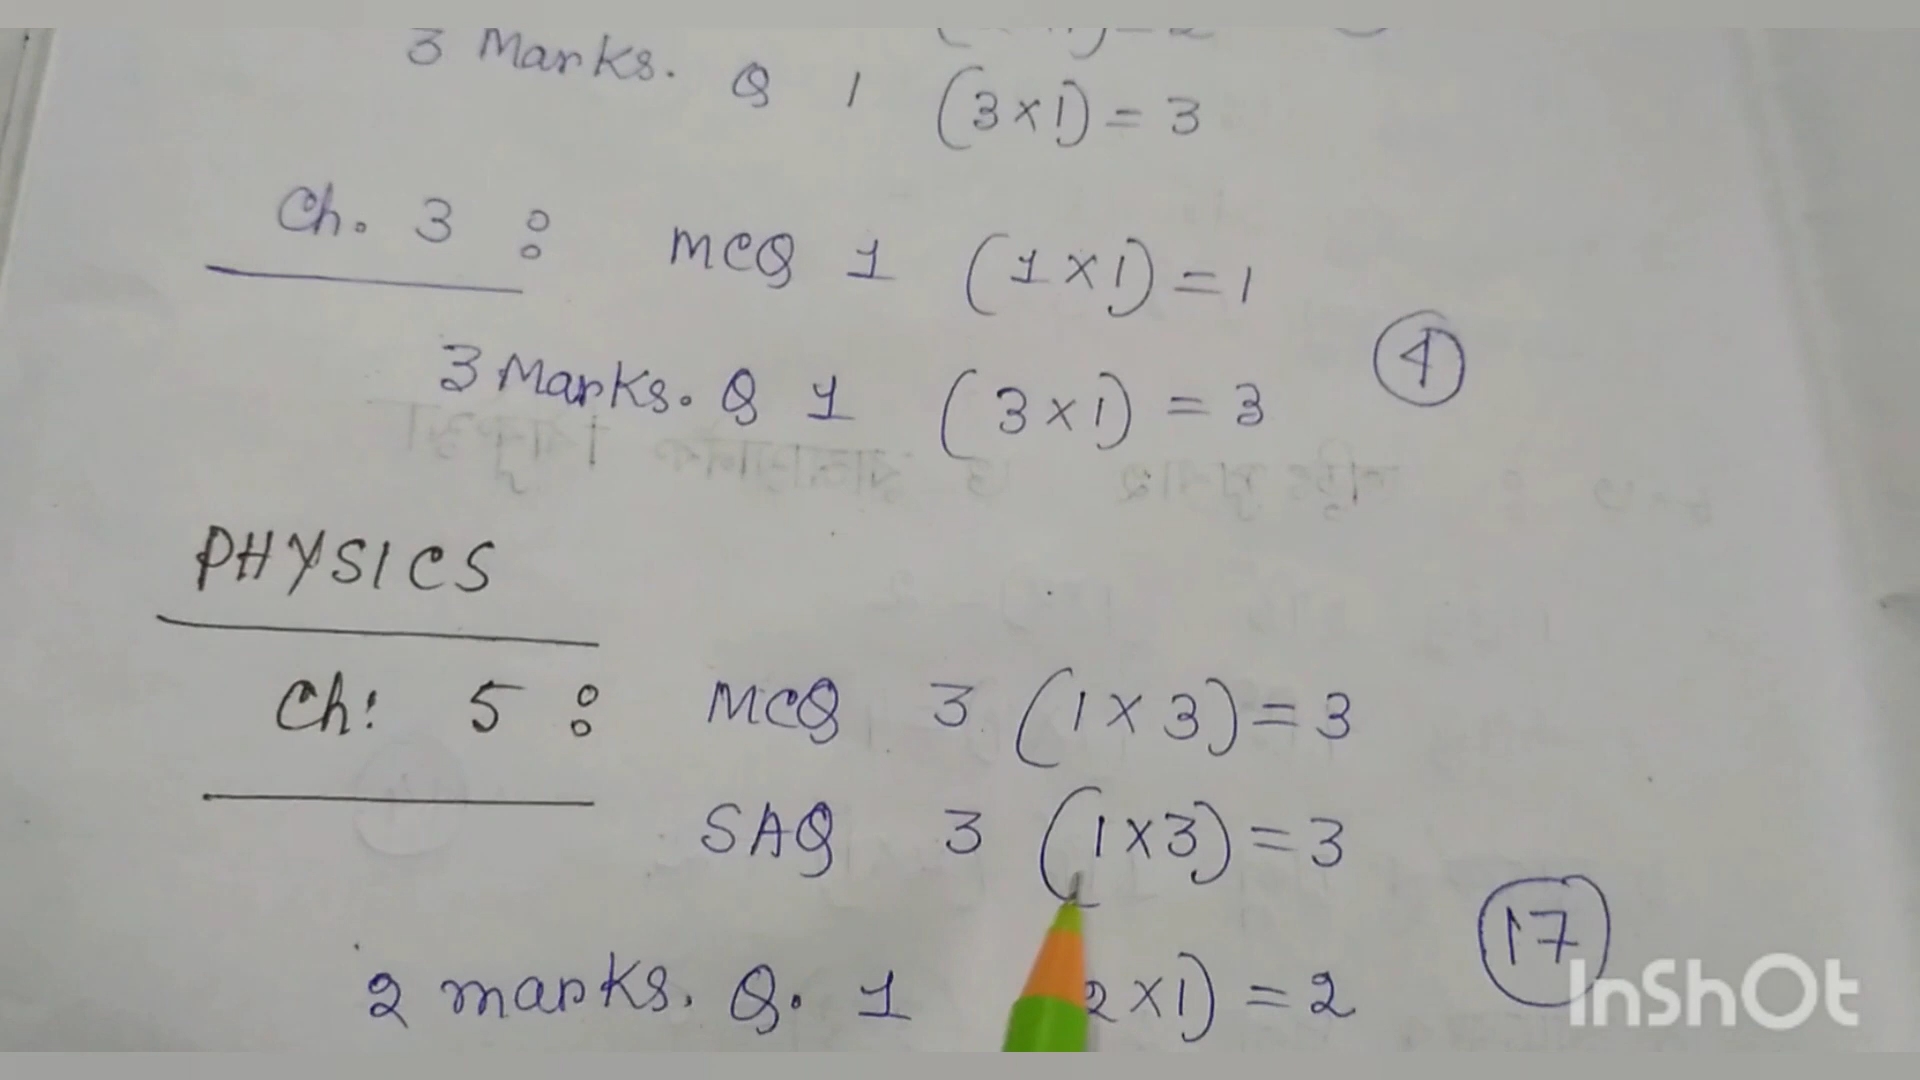 3 Marks. Q 1 (3×1) = 3
Ch. 3 : MCQ 1 (1×1) = 1
3 Marks. Q 1 (3×1) = 3
4
PHYSICS
Ch: 5 : MCQ 3 (1×3) = 3
SAQ 3 (1×3) = 3
17
2 marks. Q. 1 2×1) = 2
InShOt